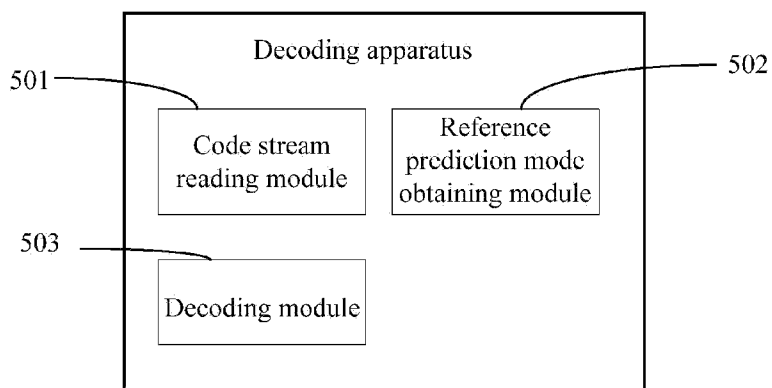 Decoding apparatus
501
502
Code stream
reading module
Reference
prediction mode
obtaining module
503
Decoding module